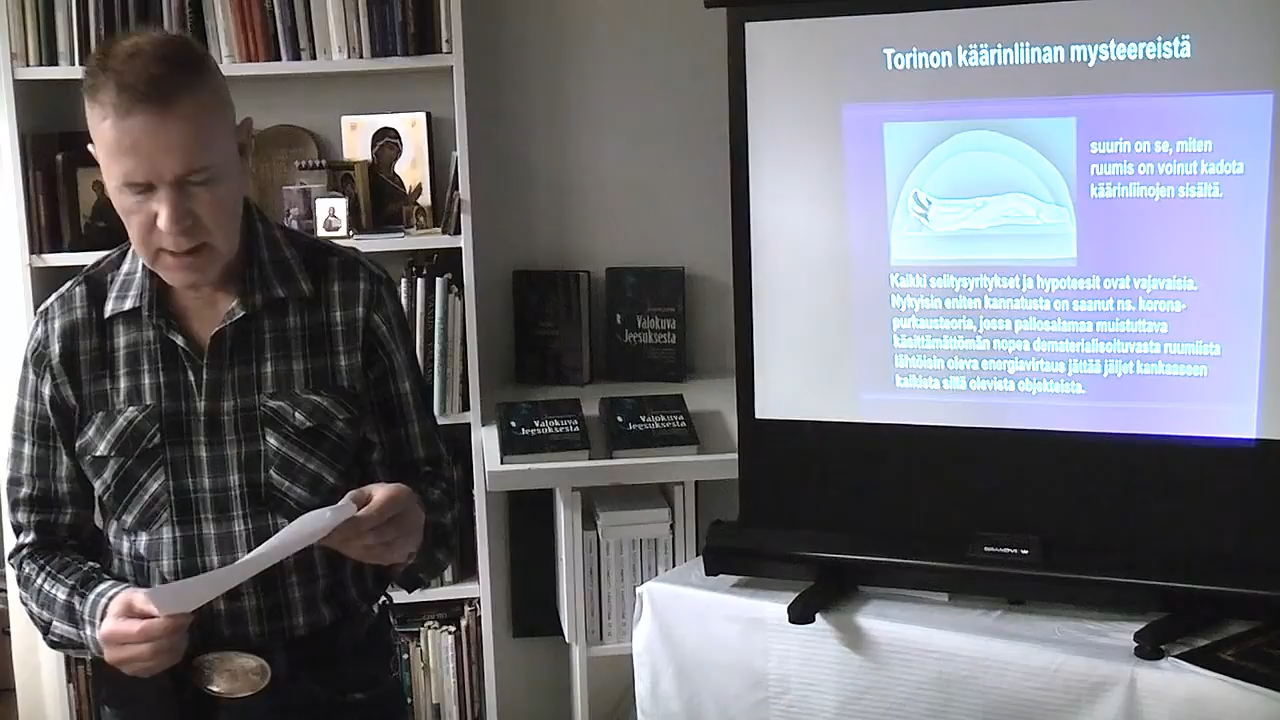 Torinon käärinliinan mysteereistä
suurin on se, miten
ruumis on voinut kadota
käärinliinojen sisältä.
Kaikki selitysyritykset ja hypoteesit ovat vajavaisia.
Nykyisin eniten kannatusta on saanut ns. korona-
purkausteoria, jossa pallosalamaa muistuttava
käsittämättömän nopea dematerialisoituvasta ruumiista
lähtöisin oleva energiavirtaus jättää jäljet kankaaseen
kaikista sillä olevista objekteista.
Valokuva
Jeesuksesta
Valokuva
Jeesuksesta
Valokuva
Jeesuksesta
GRANDVIEW